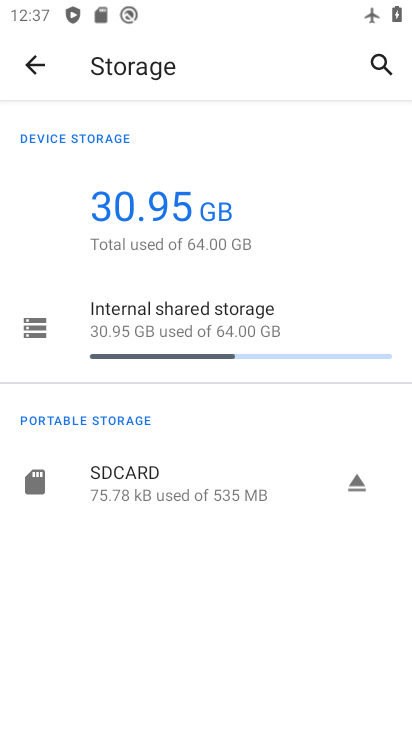 12:37
Storage
DEVICE STORAGE
30.95 GB
Total used of 64.00 GB
Internal shared storage
30.95 GB used of 64.00 GB
PORTABLE STORAGE
SDCARD
75.78 kB used of 535 MB